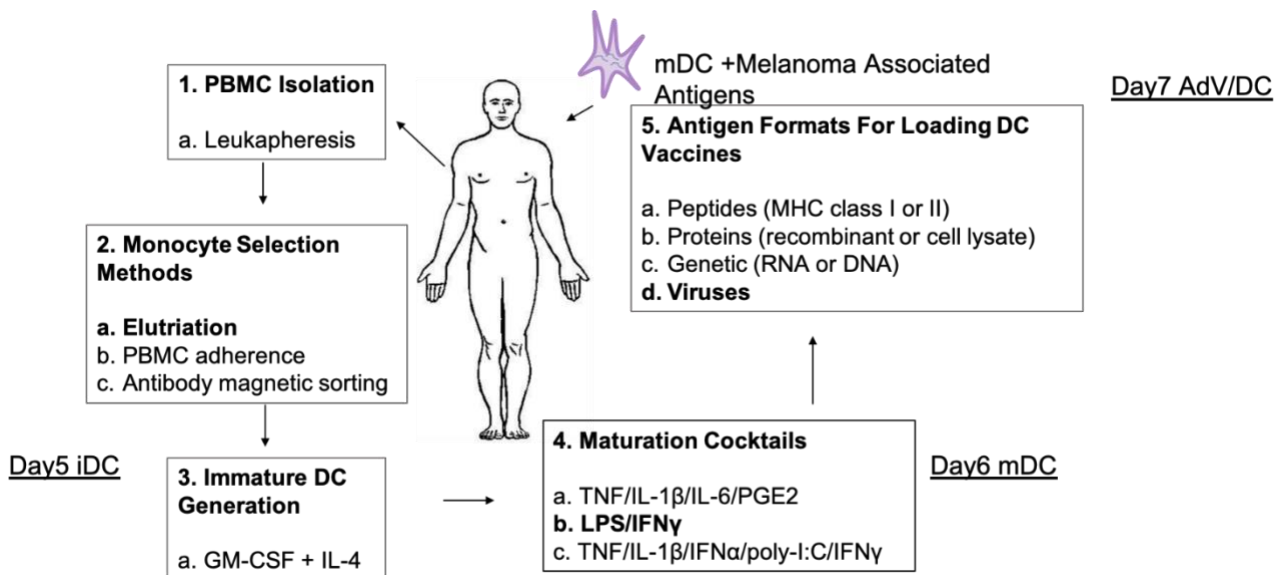 1. PBMC Isolation
a. Leukapheresis
2. Monocyte Selection
Methods
a. Elutriation
b. PBMC adherence
c. Antibody magnetic sorting
Day5 iDC
3. Immature DC
Generation
a. GM-CSF + IL-4
4. Maturation Cocktails
a. TNF/IL-1β/IL-6/PGE2
b. LPS/IFNγ
c. TNF/IL-1β/IFNα/poly-I:C/IFNγ
Day6 mDC
mDC +Melanoma Associated
Antigens
5. Antigen Formats For Loading DC
Vaccines
a. Peptides (MHC class I or II)
b. Proteins (recombinant or cell lysate)
c. Genetic (RNA or DNA)
d. Viruses
Day7 AdV/DC